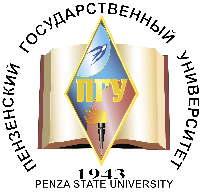 ПЕНЗЕНСКИЙ ГОСУДАРСТВЕННЫЙ УНИВЕРСИТЕТ
ПГУ
1943
PENZA STATE UNIVERSITY